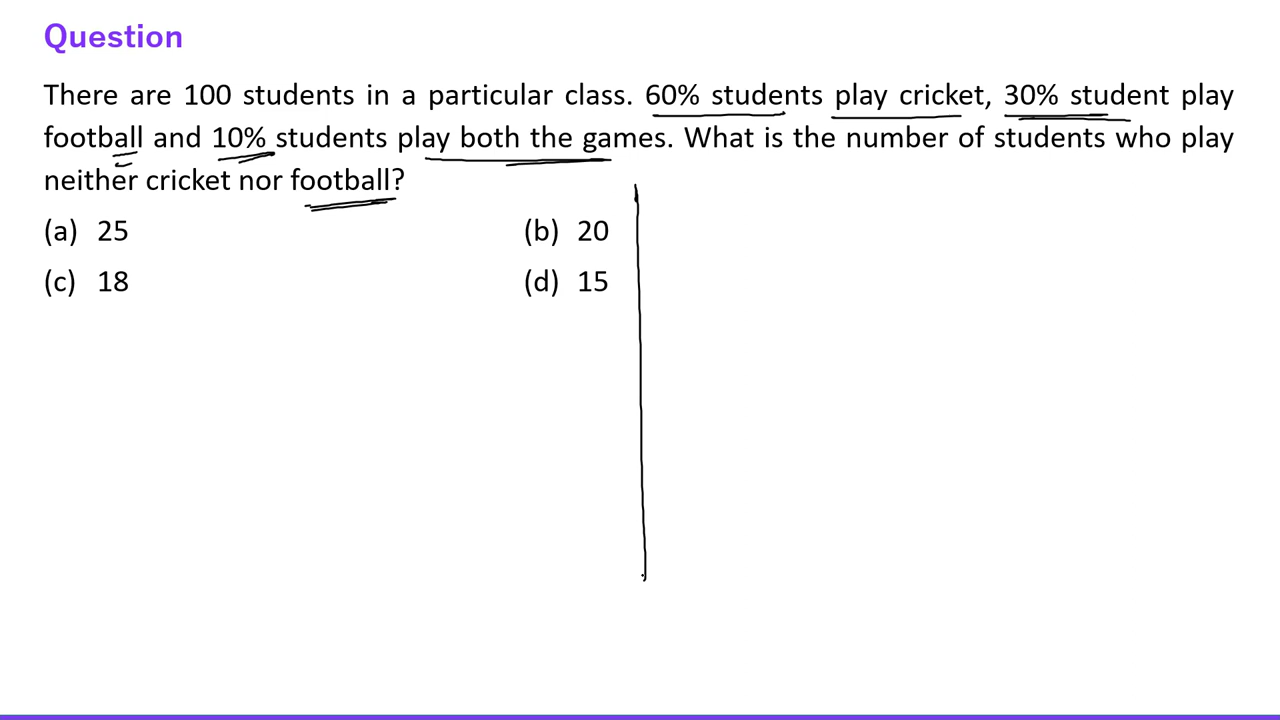 Question
There are 100 students in a particular class. 60% students play cricket, 30% student play
football and 10% students play both the games. What is the number of students who play
neither cricket nor football?
(a) 25 (b) 20
(c) 18 (d) 15